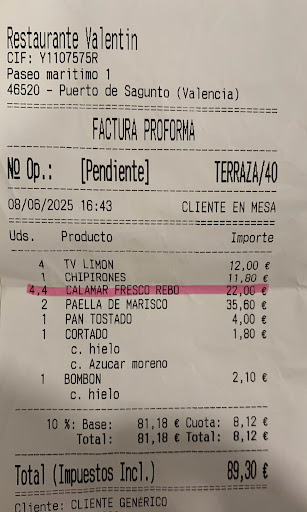 Restaurante Valentin
CIF: Y1107575R
Paseo maritimo 1
46520 - Puerto de Sagunto (Valencia)
FACTURA PROFORMA
Nº Op.: [Pendiente] TERRAZA/40
08/06/2025 16:43 CLIENTE EN MESA
Uds. Producto Importe
4 TV LIMON 12,00 €
1 CHIPIRONES 11,80 €
4,4 CALAMAR FRESCO REBO 22,00 €
2 PAELLA DE MARISCO 35,60 €
1 PAN TOSTADO 4,00 €
1 CORTADO 1,80 €
c. hielo
c. Azucar moreno
1 BOMBON 2,10 €
c. hielo
10 %: Base: 81,18 € Cuota: 8,12 €
Total: 81,18 € Total: 8,12 €
Total (Impuestos Incl.) 89,30 €
Cliente: CLIENTE GENERICO